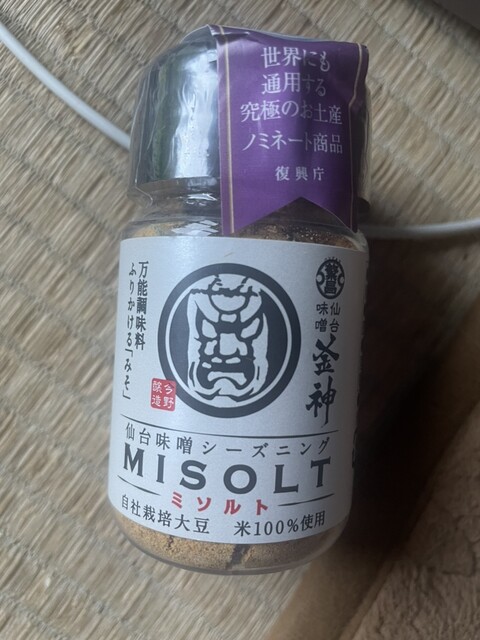 世界にも
通用する
究極のお土産
ノミネート商品
復興庁
万能調味料
ふりかける「みそ」
今野
醸造
仙台
味噌
釜神
仙台味噌シーズニング
MISOLT
ミソルト
自社栽培大豆 米100%使用